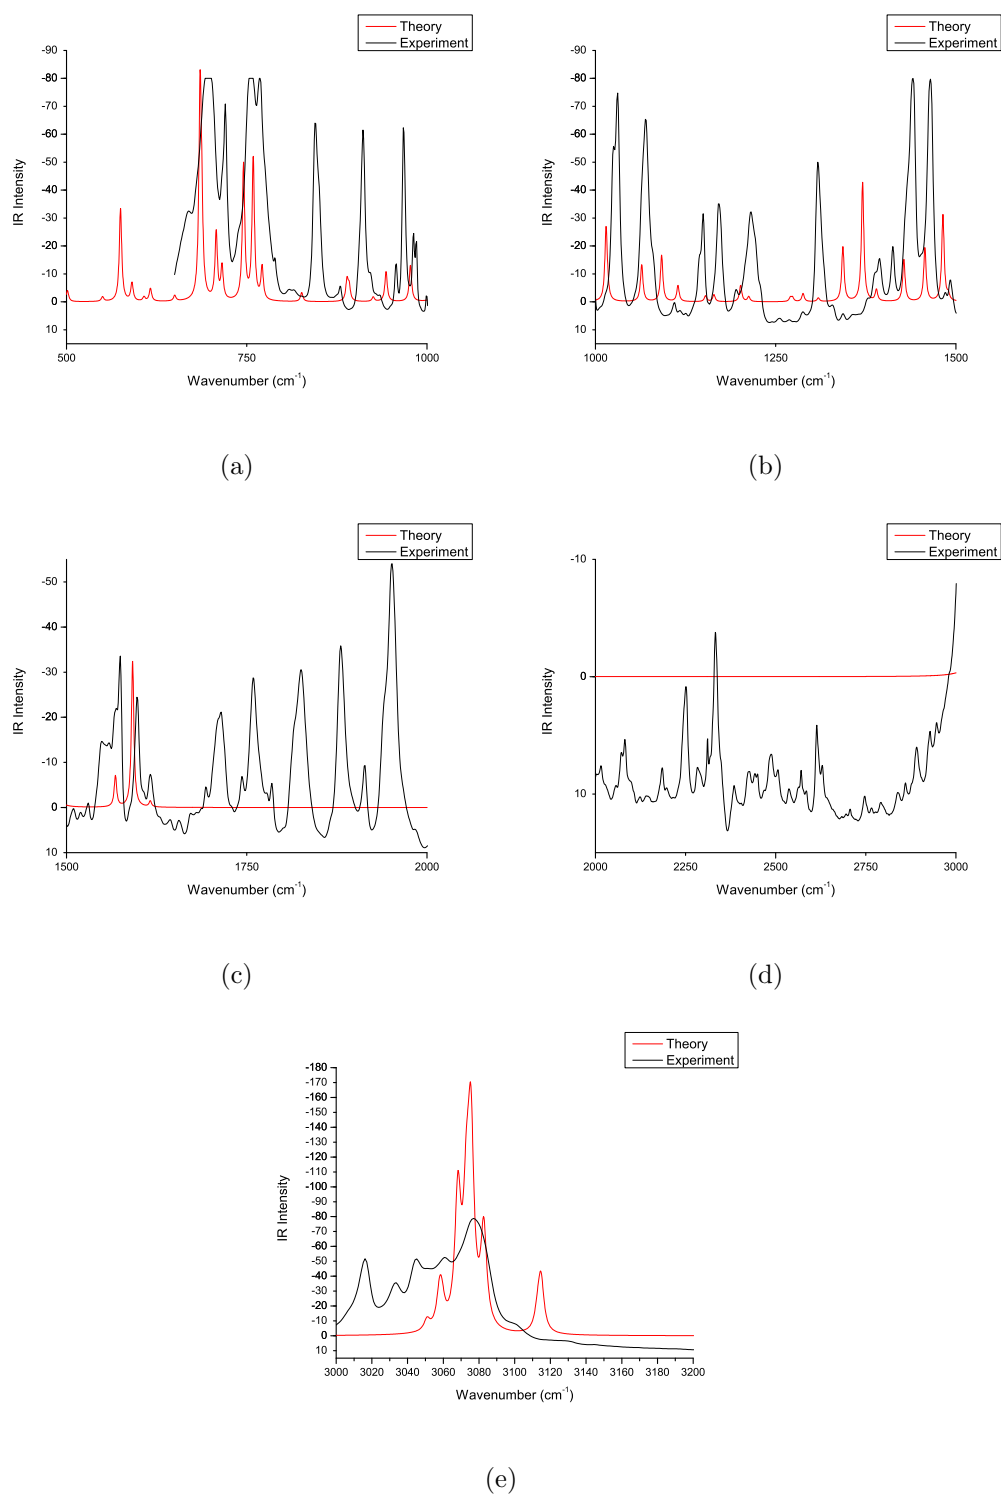 Theory
Experiment
-90
-80
-70
-60
-50
-40
-30
-20
-10
0
10
IR Intensity
500
750
1000
Wavenumber (cm-1)
(a)
Theory
Experiment
-90
-80
-70
-60
-50
-40
-30
-20
-10
0
10
IR Intensity
1000
1250
1500
Wavenumber (cm-1)
(b)
Theory
Experiment
-50
-40
-30
-20
-10
0
10
IR Intensity
1500
1750
2000
Wavenumber (cm-1)
(c)
Theory
Experiment
-10
0
10
IR Intensity
2000
2250
2500
2750
3000
Wavenumber (cm-1)
(d)
Theory
Experiment
-180
-170
-160
-150
-140
-130
-120
-110
-100
-90
-80
-70
-60
-50
-40
-30
-20
-10
0
10
IR Intensity
3000 3020 3040 3060 3080 3100 3120 3140 3160 3180 3200
Wavenumber (cm-1)
(e)